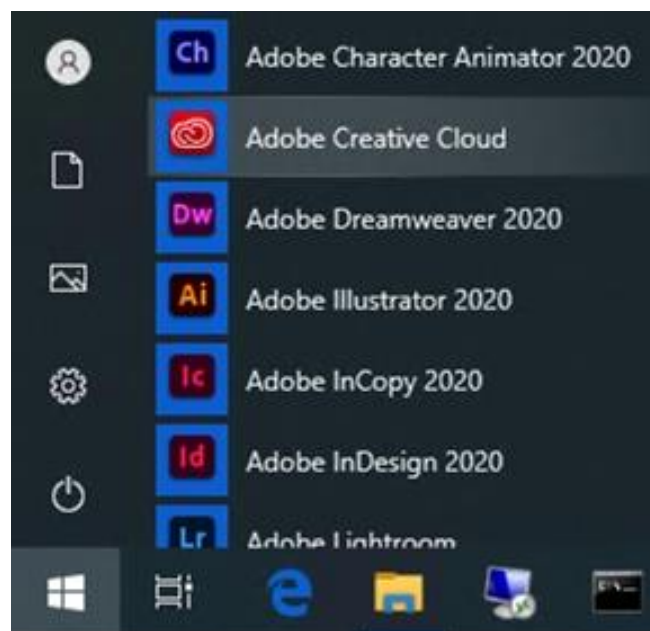 Ch Adobe Character Animator 2020
Adobe Creative Cloud
Dw Adobe Dreamweaver 2020
Ai Adobe Illustrator 2020
Ic Adobe InCopy 2020
Id Adobe InDesign 2020
Lr Adobe Lightroom